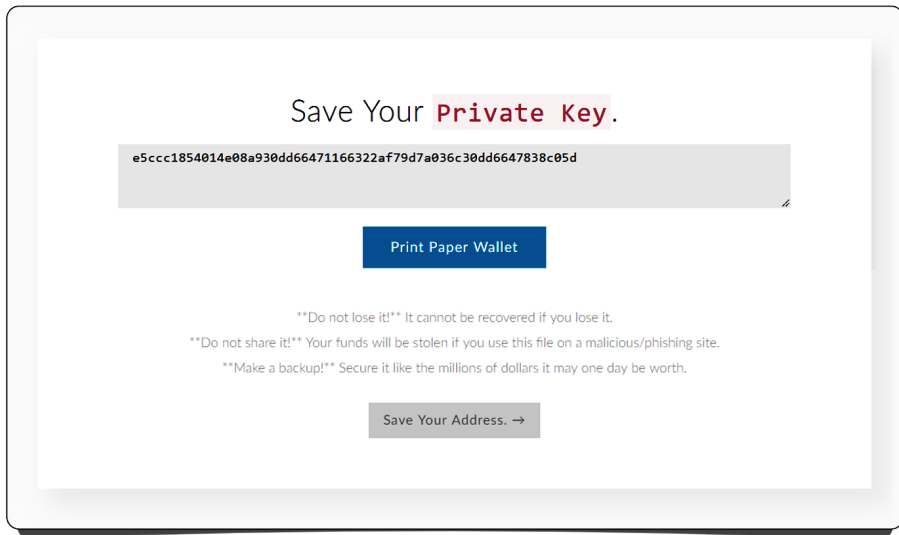 Save Your Private Key.
e5ccc1854014e08a930dd66471166322af79d7a036c30dd6647838c05d
Print Paper Wallet
**Do not lose it!** It cannot be recovered if you lose it.
**Do not share it!** Your funds will be stolen if you use this file on a malicious/phishing site.
**Make a backup!** Secure it like the millions of dollars it may one day be worth.
Save Your Address. →